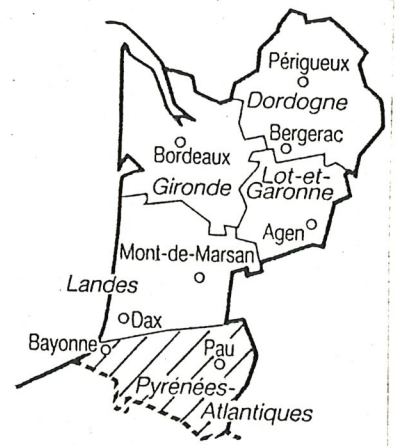 Périgueux
Dordogne
Bergerac
Bordeaux
Gironde
Lot-et-
Garonne
Agen
Mont-de-Marsan
Landes
Dax
Bayonne
Pau
Pyrénées-
Atlantiques